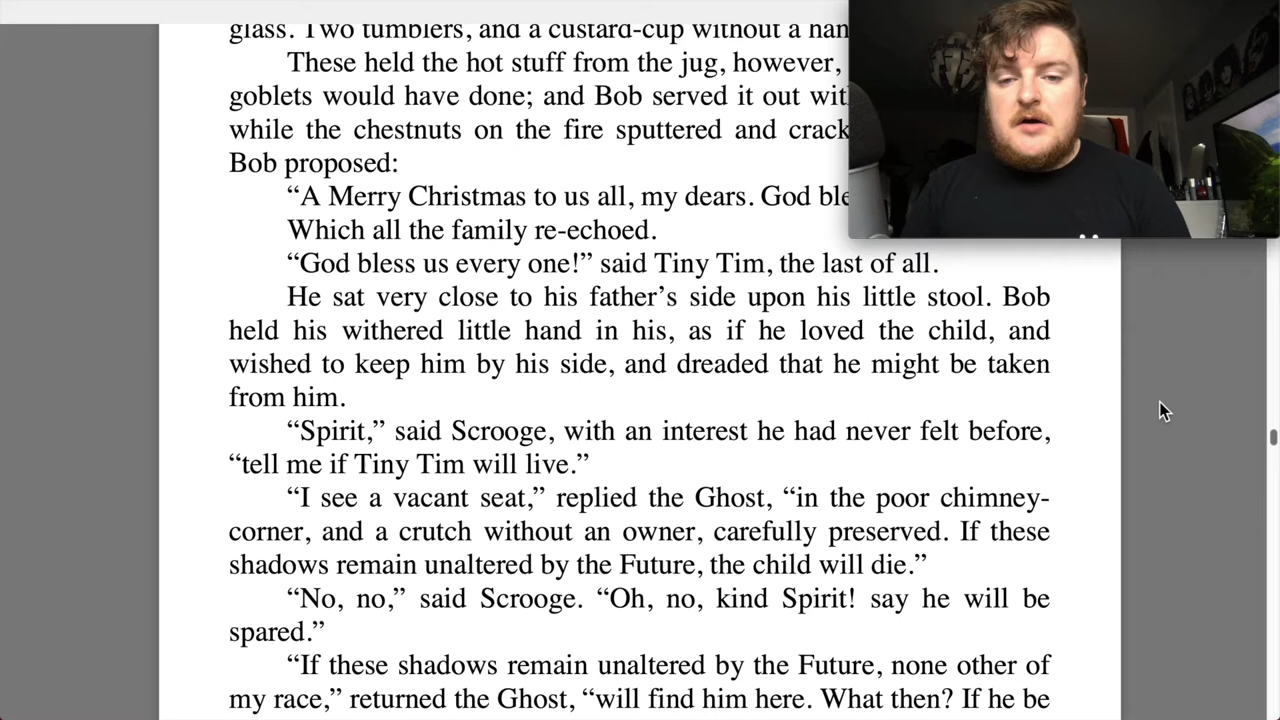 glass. Two tumblers, and a custard-cup without a han
These held the hot stuff from the jug, however,
goblets would have done; and Bob served it out wit
while the chestnuts on the fire sputtered and crack
Bob proposed:
“A Merry Christmas to us all, my dears. God ble
Which all the family re-echoed.
“God bless us every one!” said Tiny Tim, the last of all.
He sat very close to his father’s side upon his little stool. Bob
held his withered little hand in his, as if he loved the child, and
wished to keep him by his side, and dreaded that he might be taken
from him.
“Spirit,” said Scrooge, with an interest he had never felt before,
“tell me if Tiny Tim will live.”
“I see a vacant seat,” replied the Ghost, “in the poor chimney-
corner, and a crutch without an owner, carefully preserved. If these
shadows remain unaltered by the Future, the child will die.”
“No, no,” said Scrooge. “Oh, no, kind Spirit! say he will be
spared.”
“If these shadows remain unaltered by the Future, none other of
my race,” returned the Ghost, “will find him here. What then? If he be